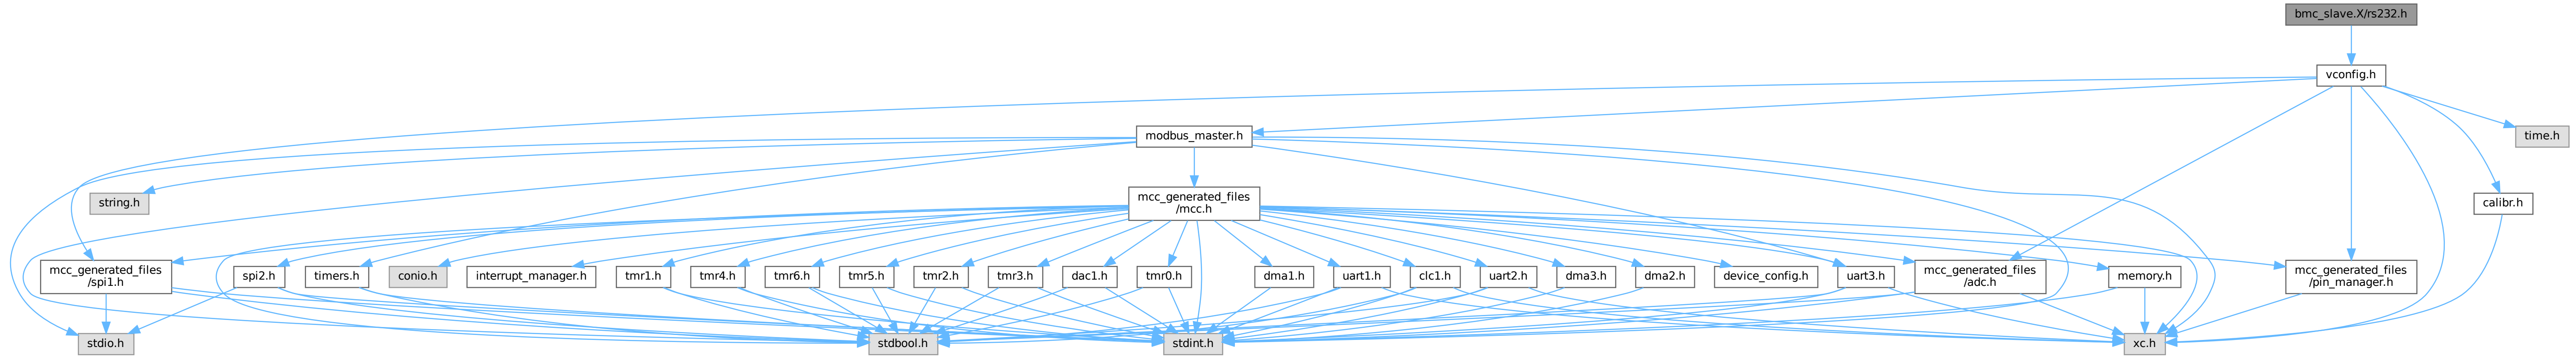 bmc_slave.X/rs232.h
vconfig.h
modbus_master.h
time.h
string.h
mcc_generated_files
/mcc.h
calibr.h
mcc_generated_files
/spi1.h
spi2.h
timers.h
conio.h
interrupt_manager.h
tmr1.h
tmr4.h
tmr6.h
tmr5.h
tmr2.h
tmr3.h
dac1.h
tmr0.h
dma1.h
uart1.h
clc1.h
uart2.h
dma3.h
dma2.h
device_config.h
uart3.h
mcc_generated_files
/adc.h
memory.h
mcc_generated_files
/pin_manager.h
stdio.h
stdbool.h
stdint.h
xc.h